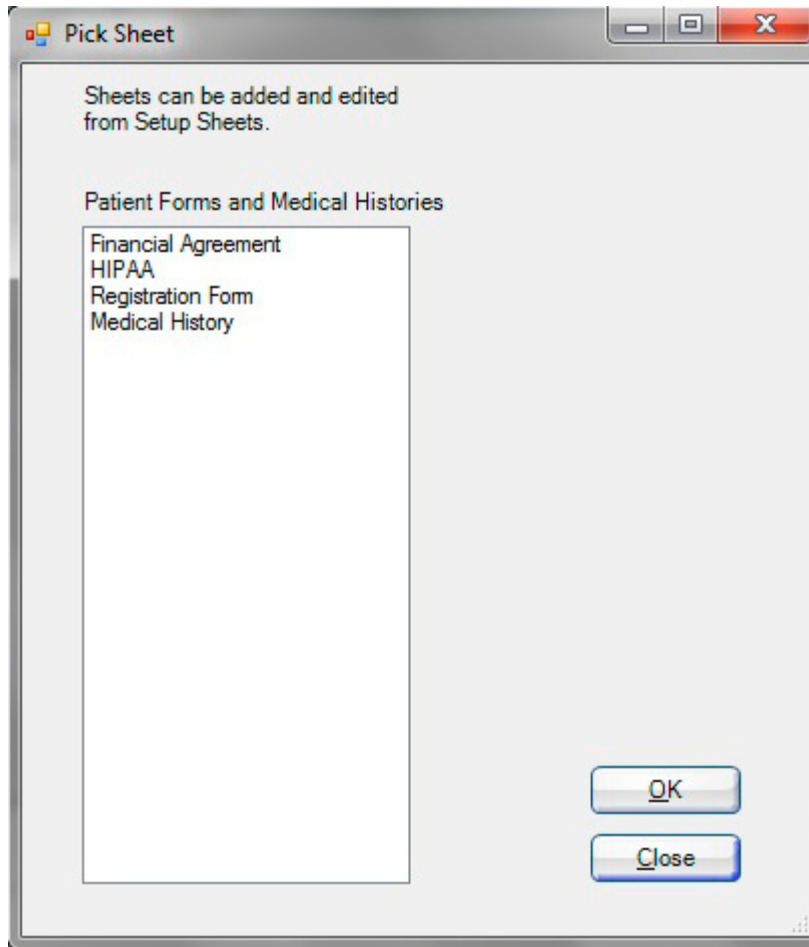 Pick Sheet
Sheets can be added and edited
from Setup Sheets.
Patient Forms and Medical Histories
Financial Agreement
HIPAA
Registration Form
Medical History
OK
Close